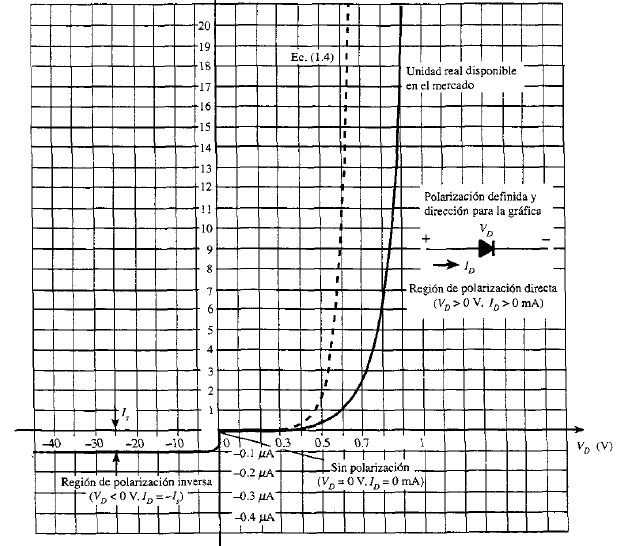 20
19
18
17
16
15
14
13
12
11
10
9
8
7
6
5
4
3
2
1
Ec. (1.4)
Unidad real disponible
en el mercado
Polarización definida y
dirección para la gráfica
V_D
+
−
I_D
Región de polarización directa
(V_D > 0 V, I_D > 0 mA)
I_s
−40
−30
−20
−10
0
0.3
0.5
0.7
1
V_D (V)
−0.1 µA
−0.2 µA
−0.3 µA
−0.4 µA
Sin polarización
(V_D = 0 V, I_D = 0 mA)
Región de polarización inversa
(V_D < 0 V, I_D = −I_s)